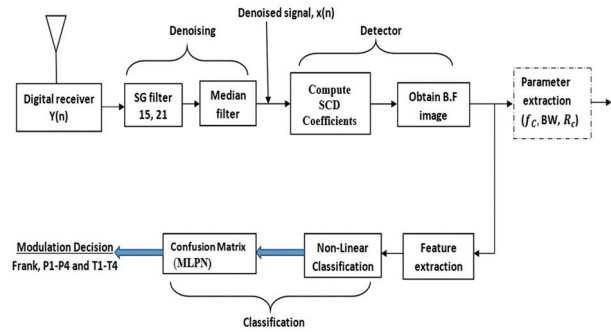 Denoised signal, x(n)
Denoising
Detector
Digital receiver
Y(n)
SG filter
15, 21
Median
filter
Compute
SCD
Coefficients
Obtain B.F
image
Parameter
extraction
(f_C, BW, R_c)
Modulation Decision
Frank, P1-P4 and T1-T4
Confusion Matrix
(MLPN)
Non-Linear
Classification
Feature
extraction
Classification